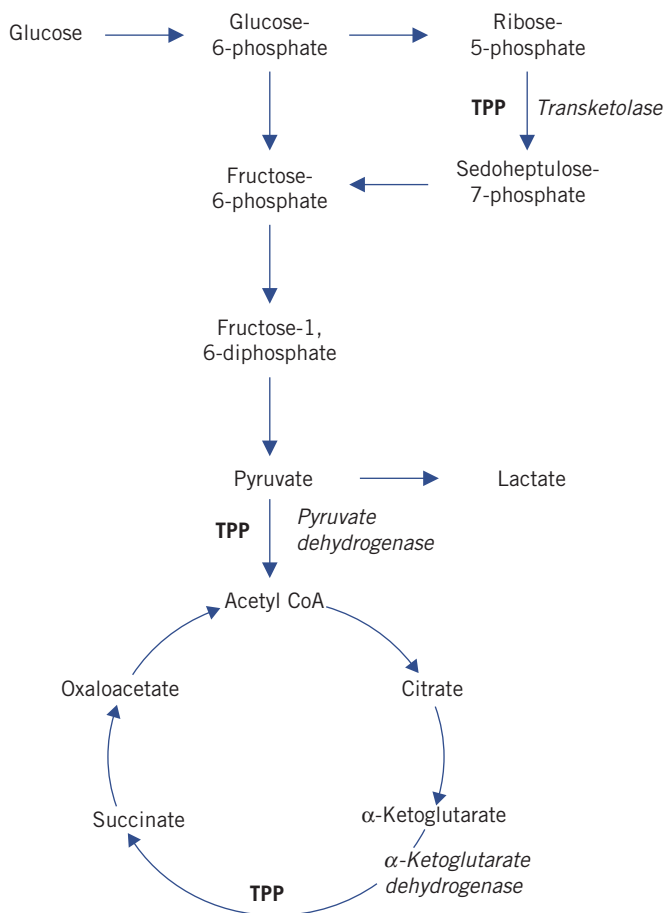 Glucose
Glucose-
6-phosphate
Ribose-
5-phosphate
TPP
Transketolase
Fructose-
6-phosphate
Sedoheptulose-
7-phosphate
Fructose-1,
6-diphosphate
Pyruvate
Lactate
TPP
Pyruvate
dehydrogenase
Acetyl CoA
Oxaloacetate
Citrate
Succinate
α-Ketoglutarate
α-Ketoglutarate
dehydrogenase
TPP